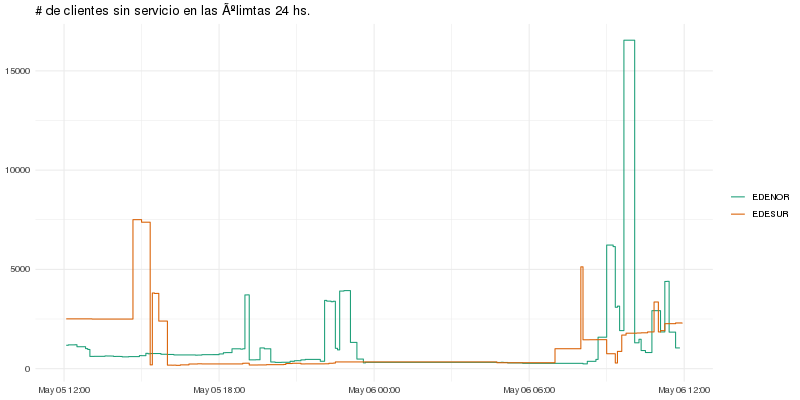 # de clientes sin servicio en las Ãºlimtas 24 hs.
15000
10000
5000
0
May 05 12:00
May 05 18:00
May 06 00:00
May 06 06:00
May 06 12:00
EDENOR
EDESUR